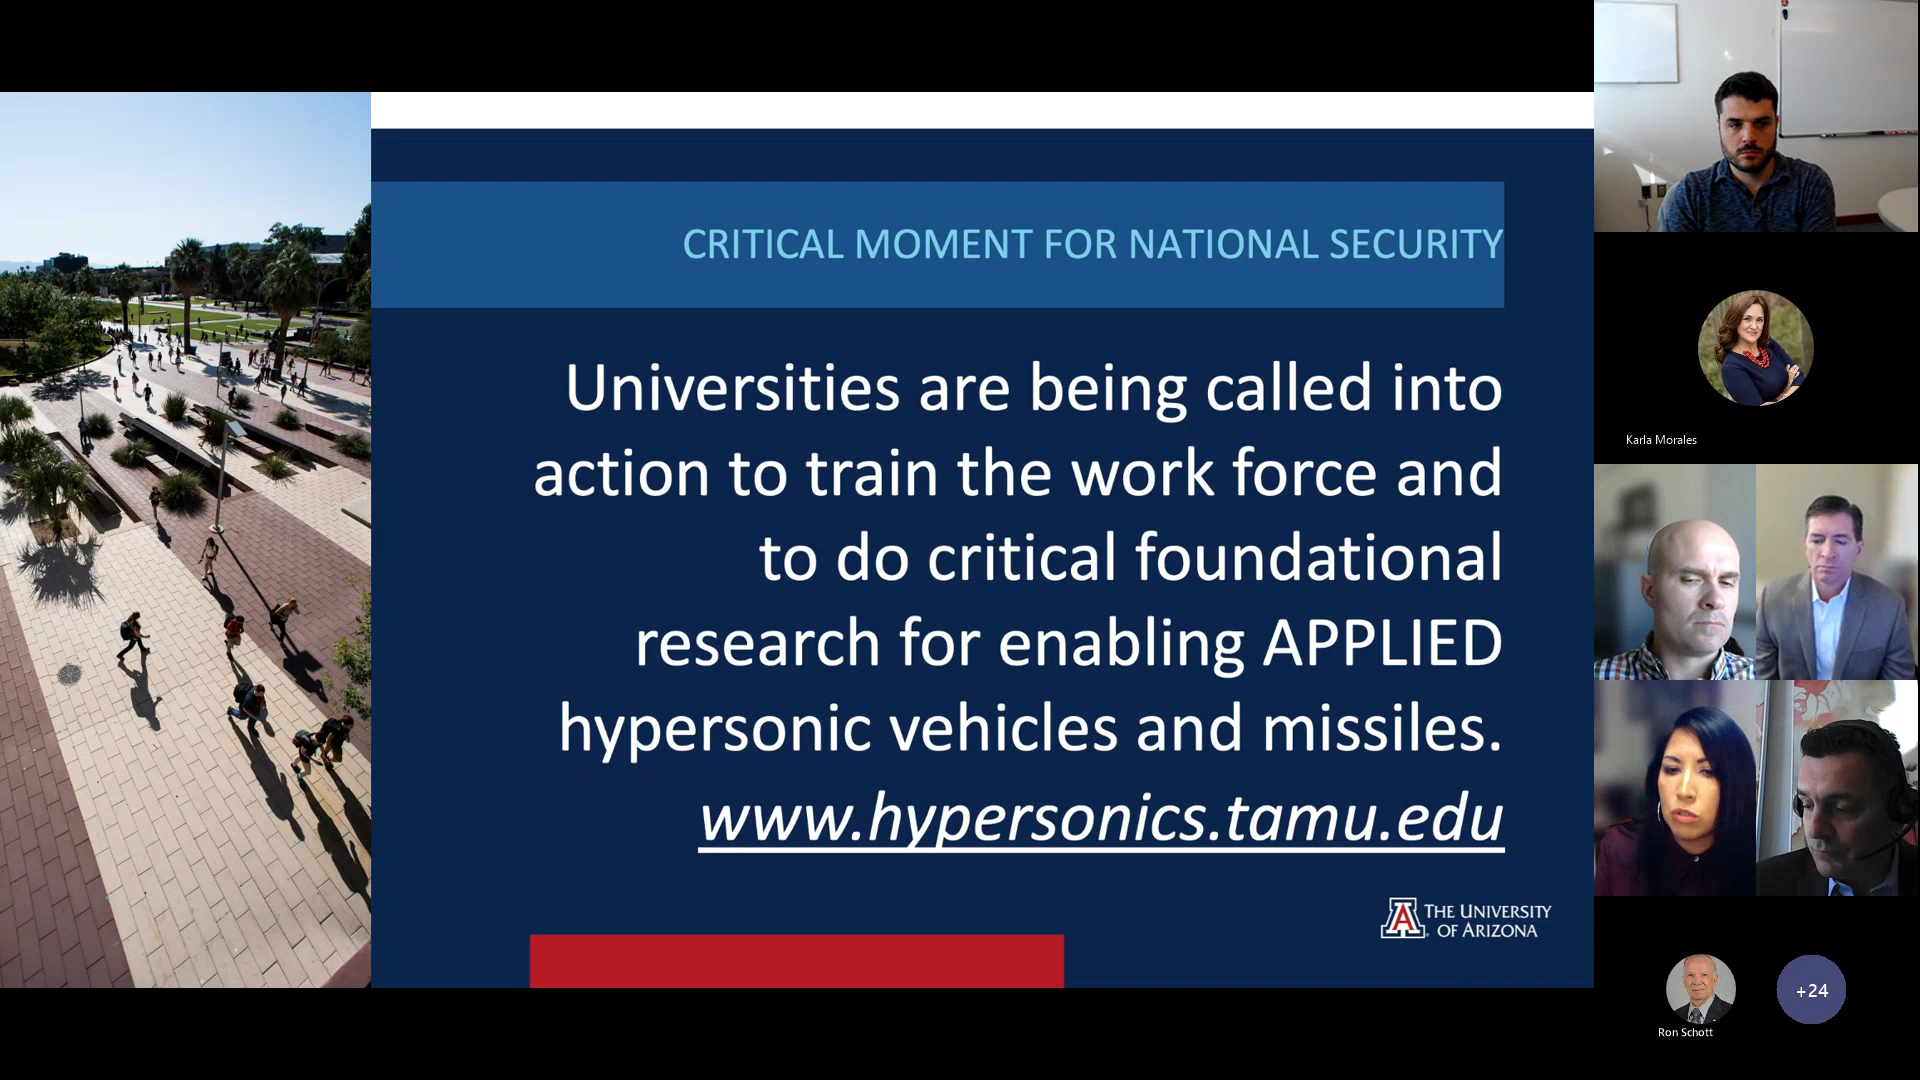 CRITICAL MOMENT FOR NATIONAL SECURITY
Universities are being called into
action to train the work force and
to do critical foundational
research for enabling APPLIED
hypersonic vehicles and missiles.
www.hypersonics.tamu.edu
A THE UNIVERSITY
OF ARIZONA
Karla Morales
Ron Schott
+24